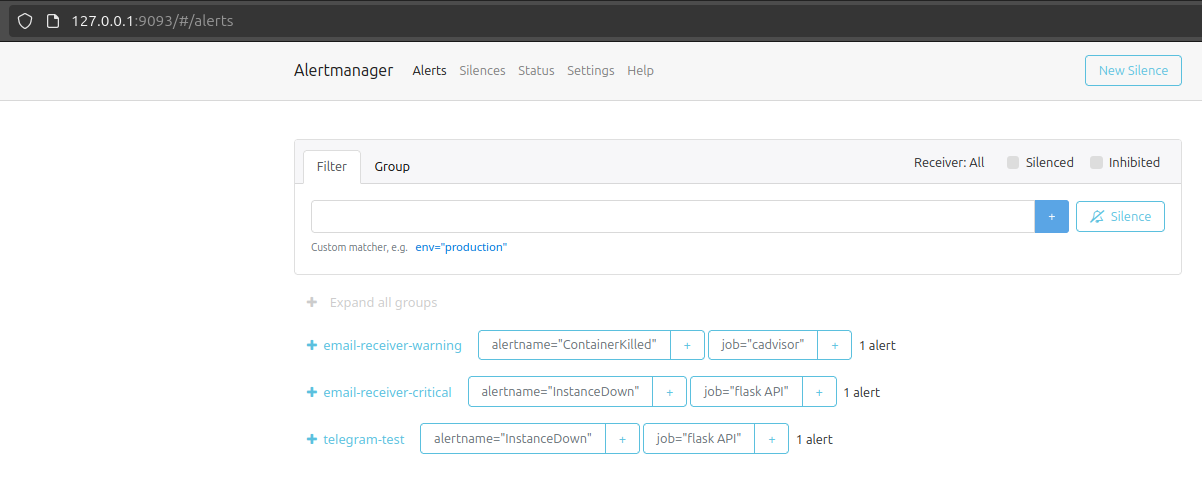 127.0.0.1:9093/#/alerts
Alertmanager Alerts Silences Status Settings Help New Silence
Filter Group Receiver: All Silenced Inhibited
+ Silence
Custom matcher, e.g. env="production"
+ Expand all groups
+ email-receiver-warning alertname="ContainerKilled" + job="cadvisor" + 1 alert
+ email-receiver-critical alertname="InstanceDown" + job="flask API" + 1 alert
+ telegram-test alertname="InstanceDown" + job="flask API" + 1 alert